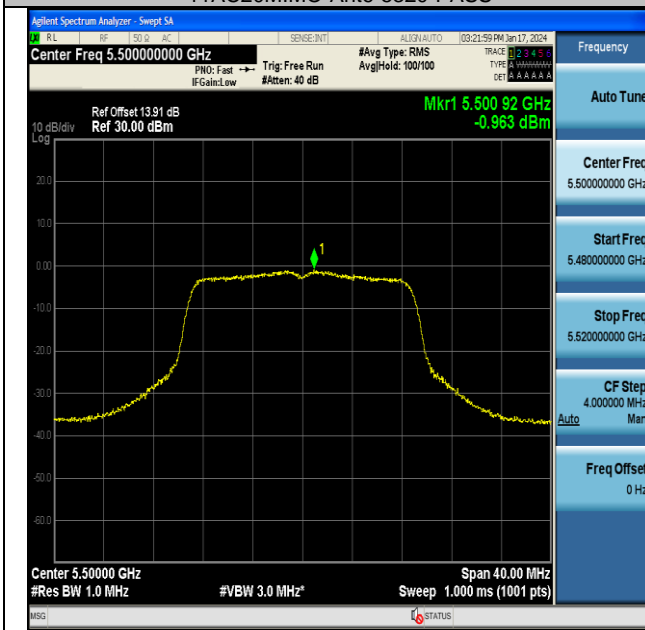 Agilent Spectrum Analyzer - Swept SA
RL RF 50 Ω AC SENSE:INT ALIGN AUTO 03:21:59 PM Jan 17, 2024
Center Freq 5.500000000 GHz
PNO: Fast Trig: Free Run
IFGain:Low #Atten: 40 dB
#Avg Type: RMS
Avg|Hold: 100/100
TRACE 1 2 3 4 5 6
TYPE A
DET A A A A A A
Frequency
Ref Offset 13.91 dB
10 dB/div Ref 30.00 dBm
Log
Mkr1 5.500 92 GHz
-0.963 dBm
20.0
10.0
0.00
-10.0
-20.0
-30.0
-40.0
-50.0
-60.0
1
Center 5.50000 GHz Span 40.00 MHz
#Res BW 1.0 MHz #VBW 3.0 MHz* Sweep 1.000 ms (1001 pts)
MSG STATUS
Auto Tune
Center Freq
5.500000000 GHz
Start Freq
5.480000000 GHz
Stop Freq
5.520000000 GHz
CF Step
4.000000 MHz
Auto Man
Freq Offset
0 Hz